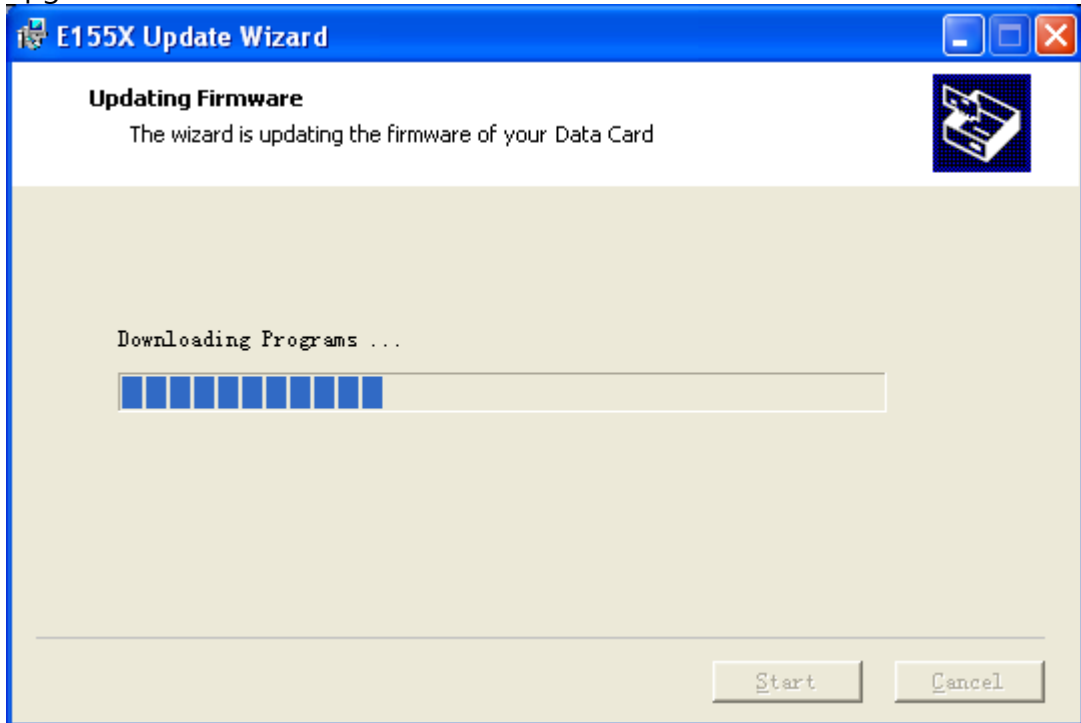 E155X Update Wizard
Updating Firmware
The wizard is updating the firmware of your Data Card
Downloading Programs ...
Start Cancel